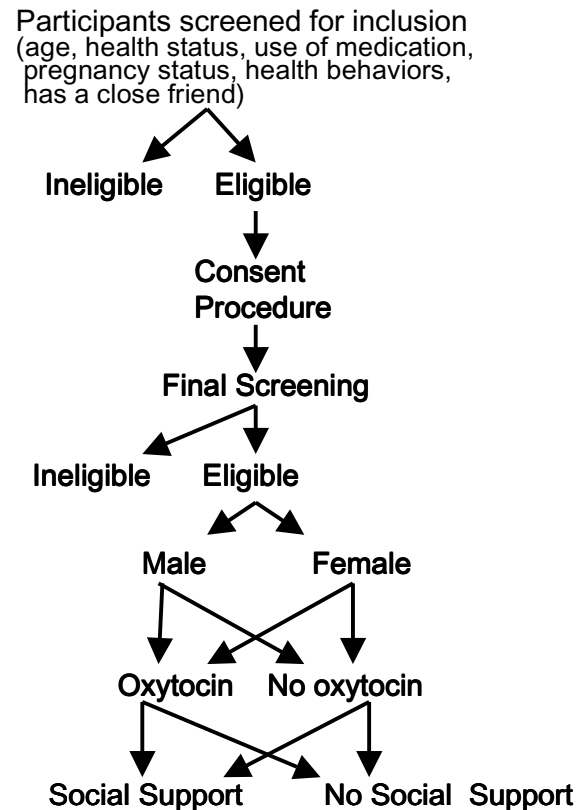 Participants screened for inclusion
(age, health status, use of medication,
pregnancy status, health behaviors,
has a close friend)
Ineligible Eligible
Consent
Procedure
Final Screening
Ineligible Eligible
Male Female
Oxytocin No oxytocin
Social Support No Social Support